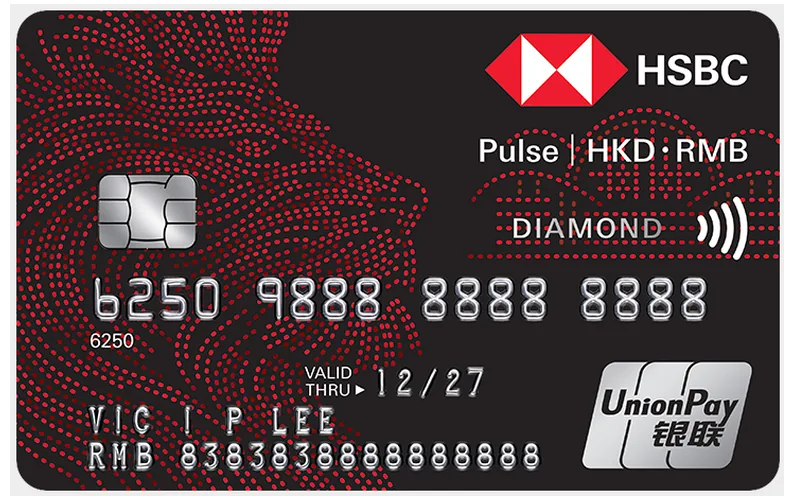 HSBC
Pulse | HKD·RMB
DIAMOND
6250 9888 8888 8888
6250
VALID THRU ▶ 12/27
VIC I P LEE
RMB 8383838888888888888
UnionPay
银联